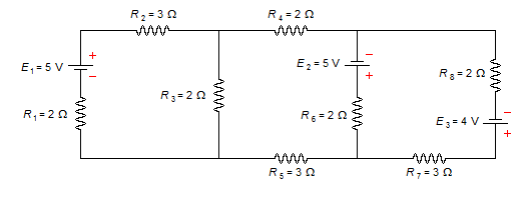 R2=3 Ω
R4=2 Ω
+
E1=5 V
−
R1=2 Ω
R3=2 Ω
−
E2=5 V
+
R6=2 Ω
R8=2 Ω
−
E3=4 V
+
R5=3 Ω
R7=3 Ω